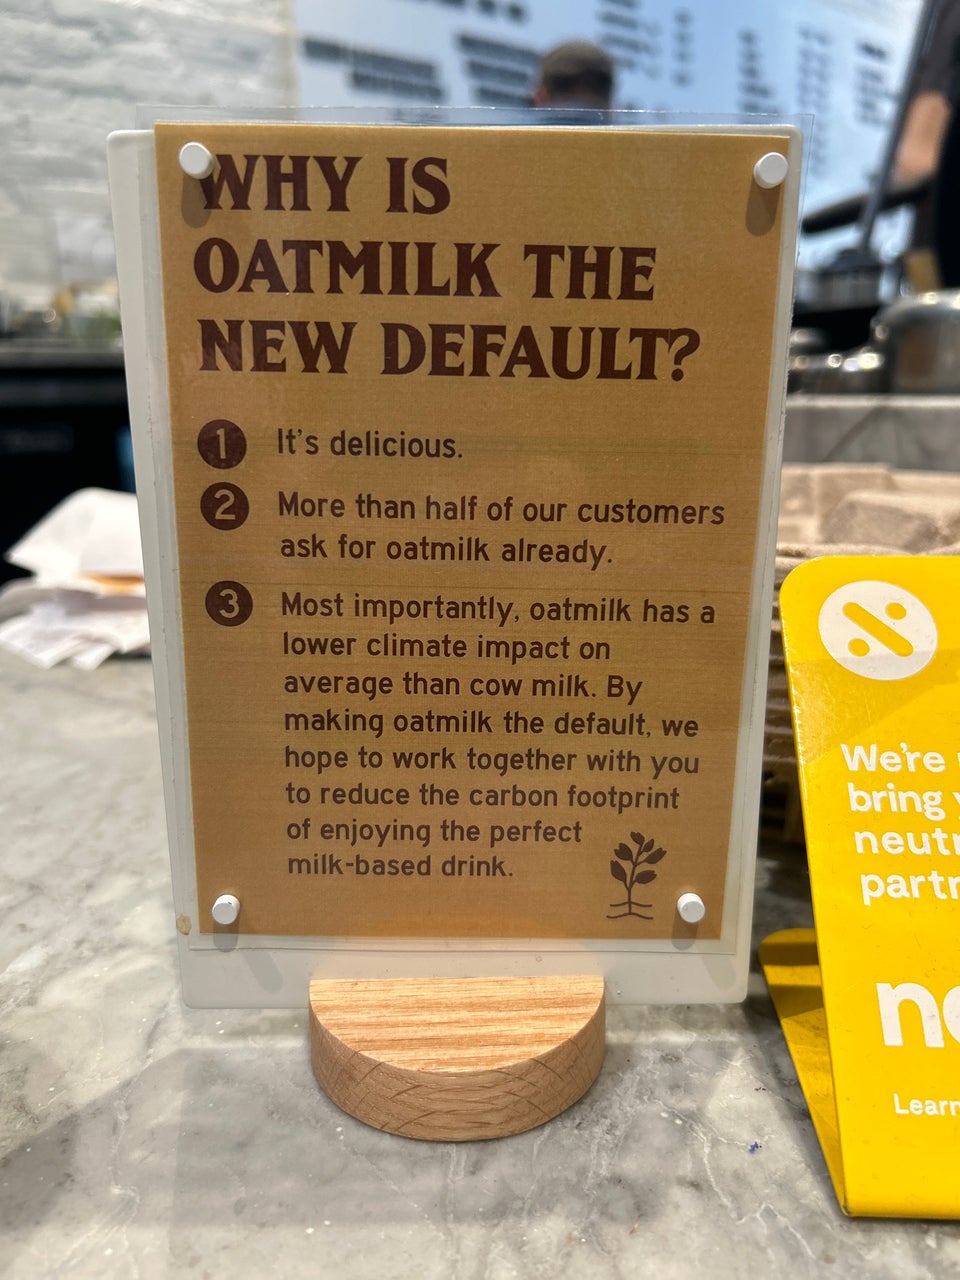 WHY IS
OATMILK THE
NEW DEFAULT?
1 It's delicious.
2 More than half of our customers
ask for oatmilk already.
3 Most importantly, oatmilk has a
lower climate impact on
average than cow milk. By
making oatmilk the default, we
hope to work together with you
to reduce the carbon footprint
of enjoying the perfect
milk-based drink.
We're
bring
Learn